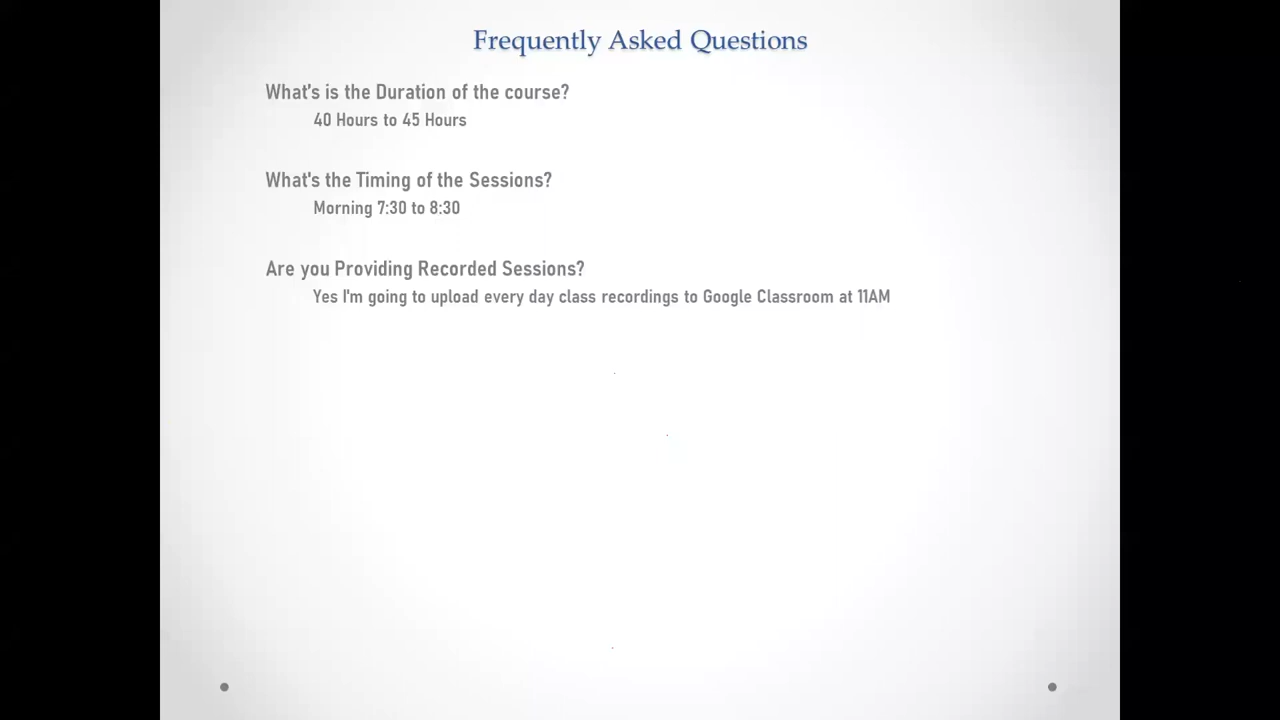 Frequently Asked Questions
What's is the Duration of the course?
40 Hours to 45 Hours
What's the Timing of the Sessions?
Morning 7:30 to 8:30
Are you Providing Recorded Sessions?
Yes I'm going to upload every day class recordings to Google Classroom at 11AM